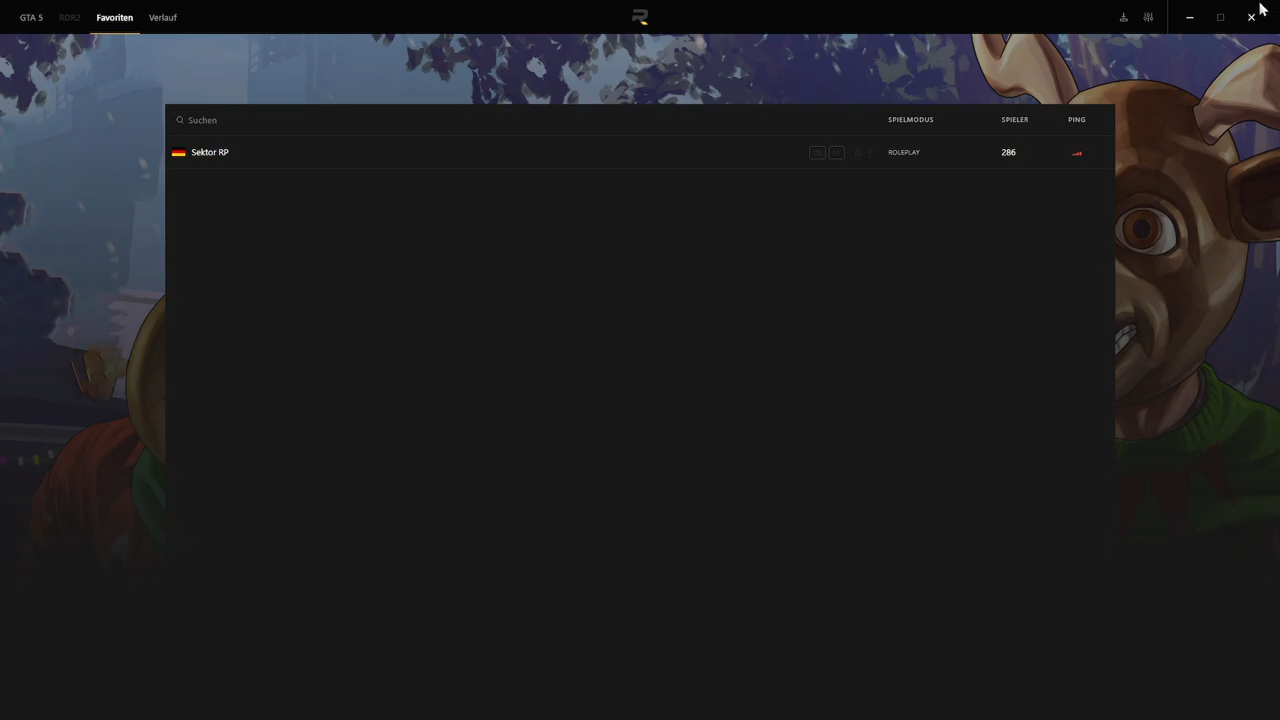 GTA 5 RDR2 Favoriten Verlauf
Suchen SPIELMODUS SPIELER PING
Sektor RP ROLEPLAY 286